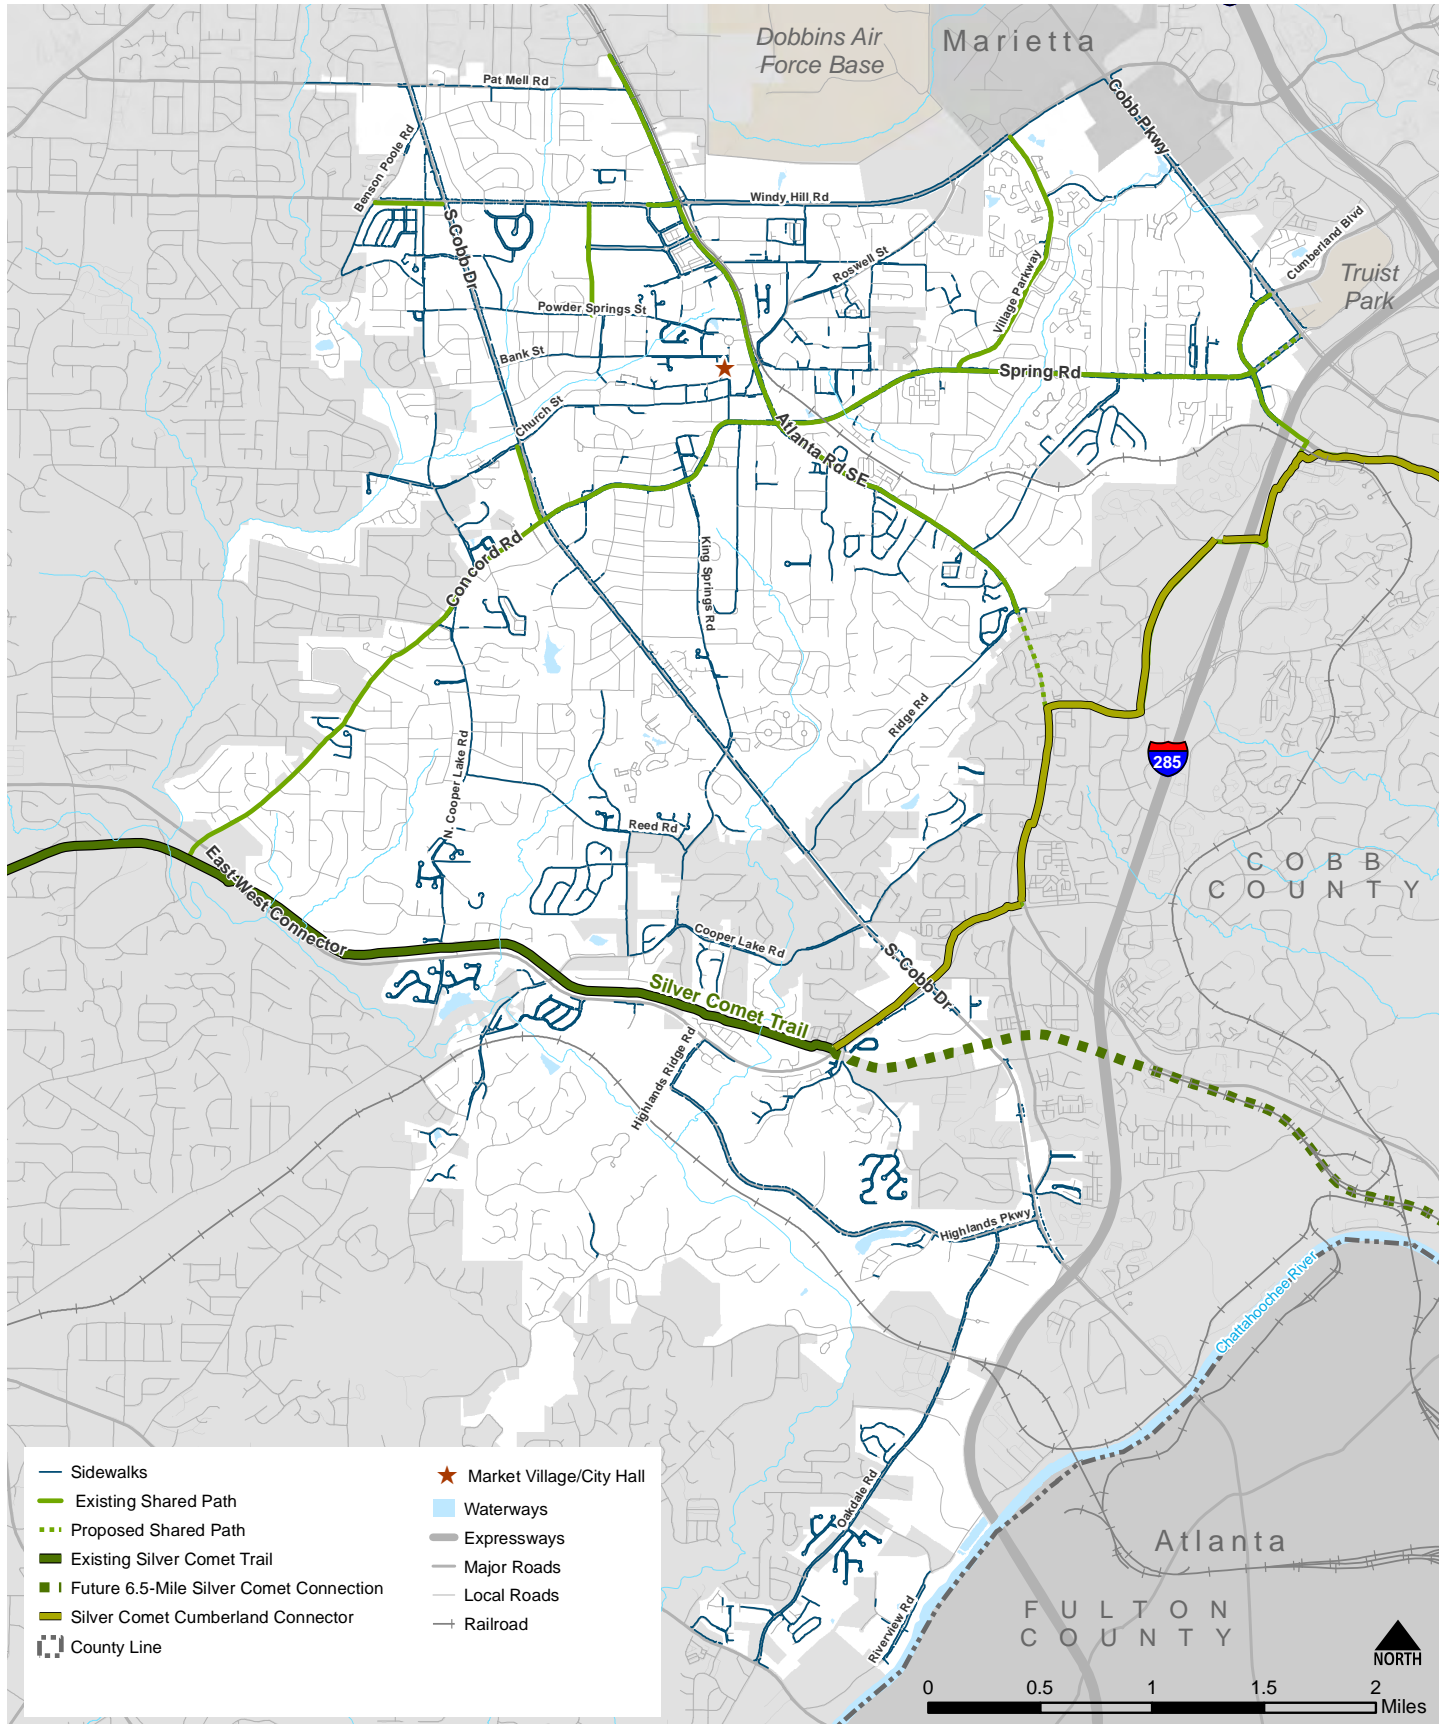 Dobbins Air
Force Base
Marietta
Pat Mell Rd
Cobb Pkwy
Benson Poole Rd
Windy Hill Rd
S Cobb Dr
Cumberland Blvd
Roswell St
Truist
Park
Village Parkway
Powder Springs St
Bank St
Spring Rd
Church St
Atlanta Rd SE
Concord Rd
King Springs Rd
Ridge Rd
285
N. Cooper Lake Rd
Reed Rd
East-West Connector
COBB
COUNTY
Cooper Lake Rd
S. Cobb Dr
Silver Comet Trail
Highlands Ridge Rd
Highlands Pkwy
Chattahoochee River
Oakdale Rd
Atlanta
Riverview Rd
FULTON
COUNTY
Sidewalks
Existing Shared Path
Proposed Shared Path
Existing Silver Comet Trail
Future 6.5-Mile Silver Comet Connection
Silver Comet Cumberland Connector
County Line
Market Village/City Hall
Waterways
Expressways
Major Roads
Local Roads
Railroad
NORTH
0 0.5 1 1.5 2
Miles